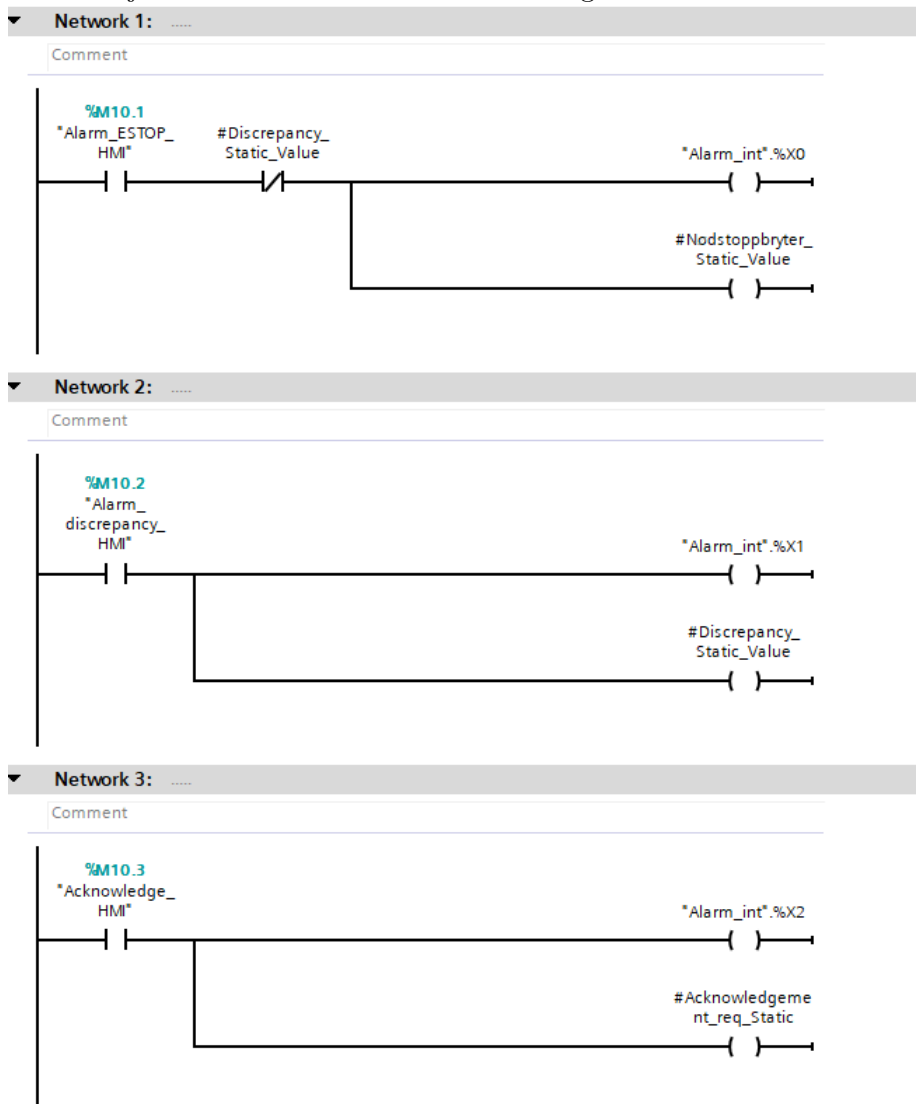 Network 1: .....
Comment
%M10.1
"Alarm_ESTOP_
HMI"
#Discrepancy_
Static_Value
"Alarm_int".%X0
#Nødstoppbryter_
Static_Value
Network 2: .....
Comment
%M10.2
"Alarm_
discrepancy_
HMI"
"Alarm_int".%X1
#Discrepancy_
Static_Value
Network 3: .....
Comment
%M10.3
"Acknowledge_
HMI"
"Alarm_int".%X2
#Acknowledgeme
nt_req_Static